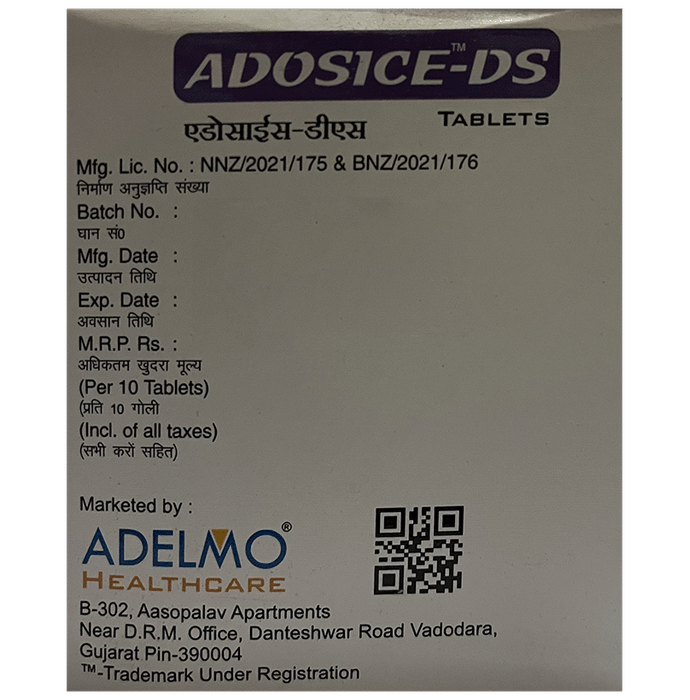 ADOSICE™-DS
एडोसाईस-डीएस TABLETS
Mfg. Lic. No. : NNZ/2021/175 & BNZ/2021/176
निर्माण अनुज्ञप्ति संख्या
Batch No. :
घान सं0
Mfg. Date :
उत्पादन तिथि
Exp. Date :
अवसान तिथि
M.R.P. Rs. :
अधिकतम खुदरा मूल्य
(Per 10 Tablets)
(प्रति 10 गोली
(Incl. of all taxes)
(सभी करों सहित)
Marketed by :
ADELMO®
HEALTHCARE
B-302, Aasopalav Apartments
Near D.R.M. Office, Danteshwar Road Vadodara,
Gujarat Pin-390004
™-Trademark Under Registration